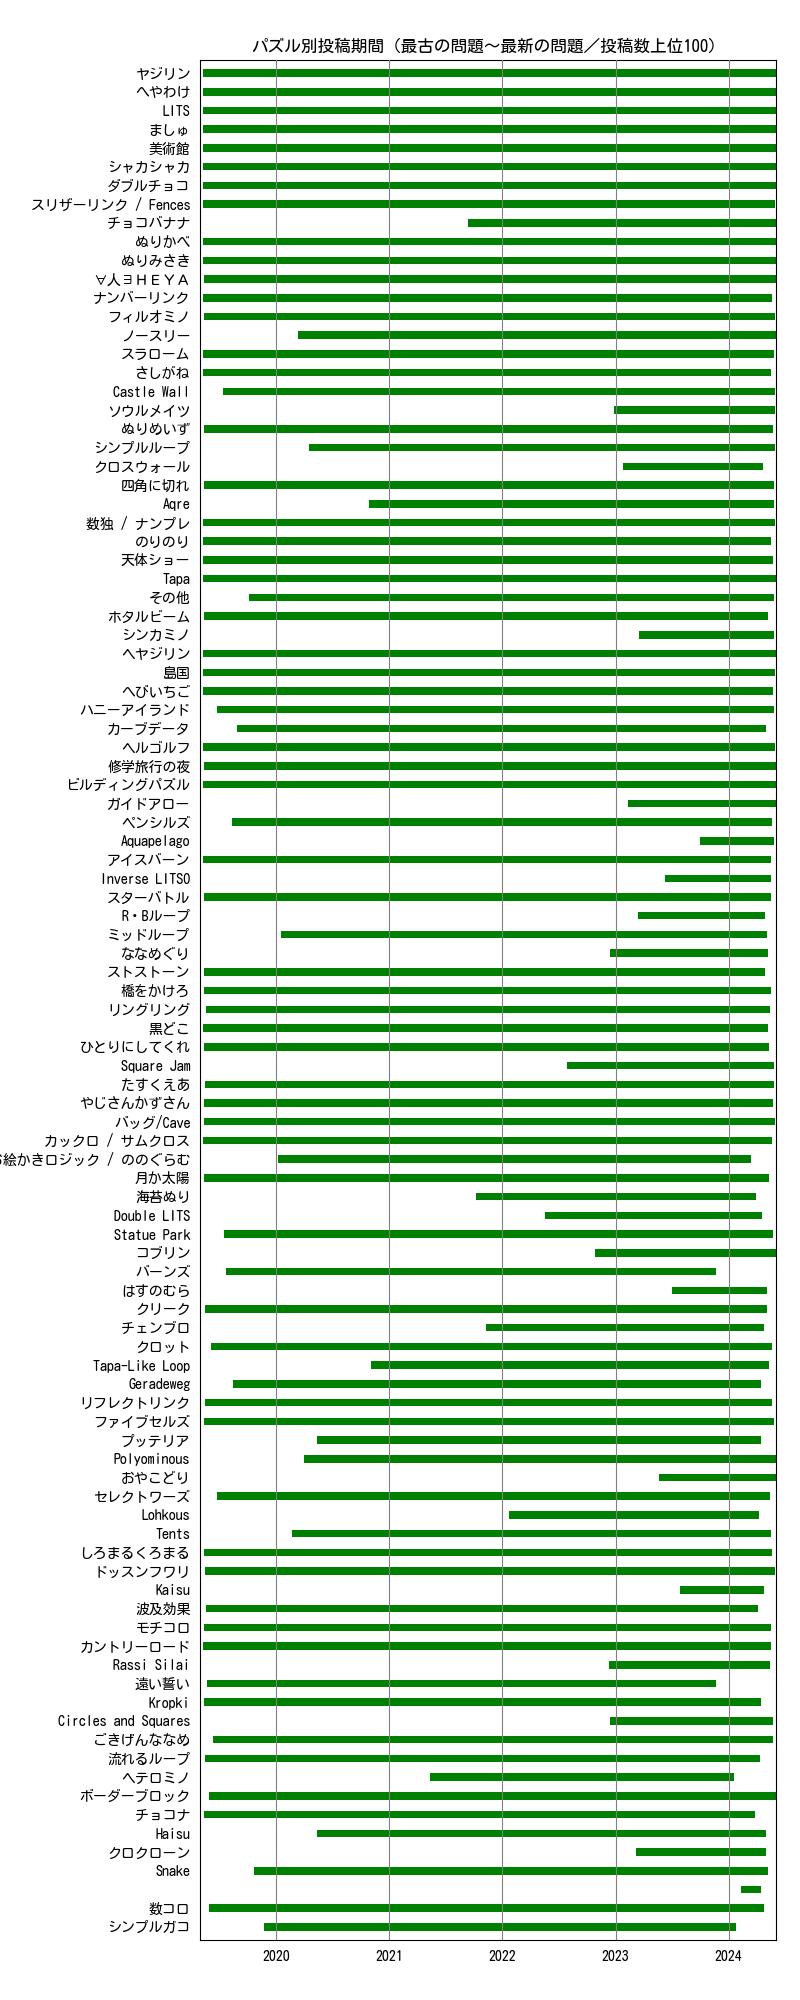 パズル別投稿期間（最古の問題～最新の問題／投稿数上位100）
ヤジリン
へやわけ
LITS
ましゅ
美術館
シャカシャカ
ダブルチョコ
スリザーリンク / Fences
チョコバナナ
ぬりかべ
ぬりみさき
∀人∃ＨＥＹＡ
ナンバーリンク
フィルオミノ
ノースリー
スラローム
さしがね
Castle Wall
ソウルメイツ
ぬりめいず
シンプルループ
クロスウォール
四角に切れ
Aqre
数独 / ナンプレ
のりのり
天体ショー
Tapa
その他
ホタルビーム
シンカミノ
ヘヤジリン
島国
へびいちご
ハニーアイランド
カーブデータ
ヘルゴルフ
修学旅行の夜
ビルディングパズル
ガイドアロー
ペンシルズ
Aquapelago
アイスバーン
Inverse LITSO
スターバトル
R・Bループ
ミッドループ
ななめぐり
ストストーン
橋をかけろ
リングリング
黒どこ
ひとりにしてくれ
Square Jam
たすくえあ
やじさんかずさん
バッグ/Cave
カックロ / サムクロス
お絵かきロジック / ののぐらむ
月か太陽
海苔ぬり
Double LITS
Statue Park
コブリン
バーンズ
はすのむら
クリーク
チェンブロ
クロット
Tapa-Like Loop
Geradeweg
リフレクトリンク
ファイブセルズ
プッテリア
Polyominous
おやこどり
セレクトワーズ
Lohkous
Tents
しろまるくろまる
ドッスンフワリ
Kaisu
波及効果
モチコロ
カントリーロード
Rassi Silai
遠い誓い
Kropki
Circles and Squares
ごきげんななめ
流れるループ
ヘテロミノ
ボーダーブロック
チョコナ
Haisu
クロクローン
Snake
数コロ
シンプルガコ
2020 2021 2022 2023 2024